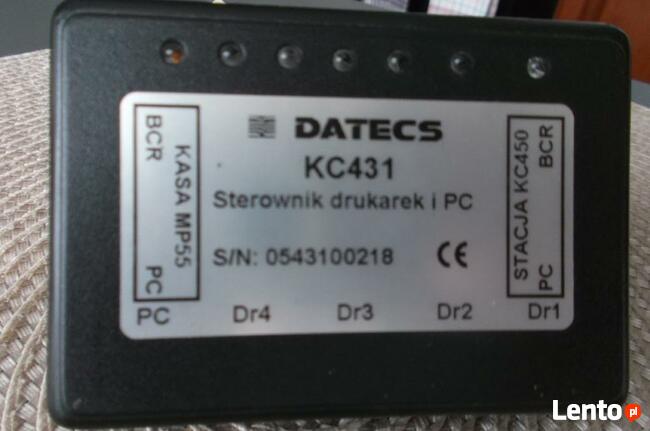 DATECS
KC431
Sterownik drukarek i PC
S/N: 0543100218 CE
BCR PC
KASA MP55
STACJA KC450
BCR PC
PC Dr4 Dr3 Dr2 Dr1
Lento.pl